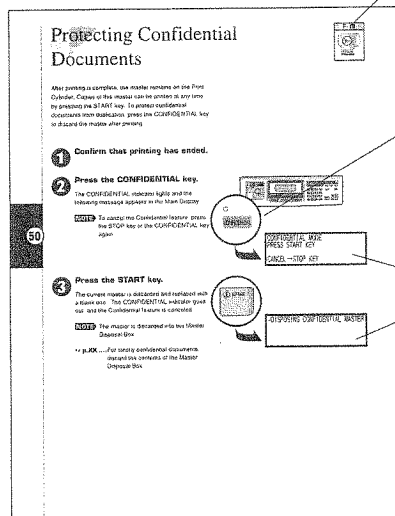 Protecting Confidential
Documents
After printing is complete, the master remains on the Print
Cylinder. Copies of this master can be printed at any time
by pressing the START key. To protect confidential
documents from duplication, press the CONFIDENTIAL key
to discard the master after printing.
1 Confirm that printing has ended.
2 Press the CONFIDENTIAL key.
The CONFIDENTIAL indicator lights and the
following message appears in the Main Display
NOTE To cancel the Confidential feature, press
the STOP key or the CONFIDENTIAL key
again
CONFIDENTIAL MODE
PRESS START KEY
CANCEL→STOP KEY
50
3 Press the START key.
The current master is discarded and replaced with
a blank one. The CONFIDENTIAL indicator goes
out and the Confidential feature is canceled.
NOTE The master is discarded into the Master
Disposal Box
p.XX .....For strictly confidential documents,
discard the contents of the Master
Disposal Box
-DISPOSING CONFIDENTIAL MASTER